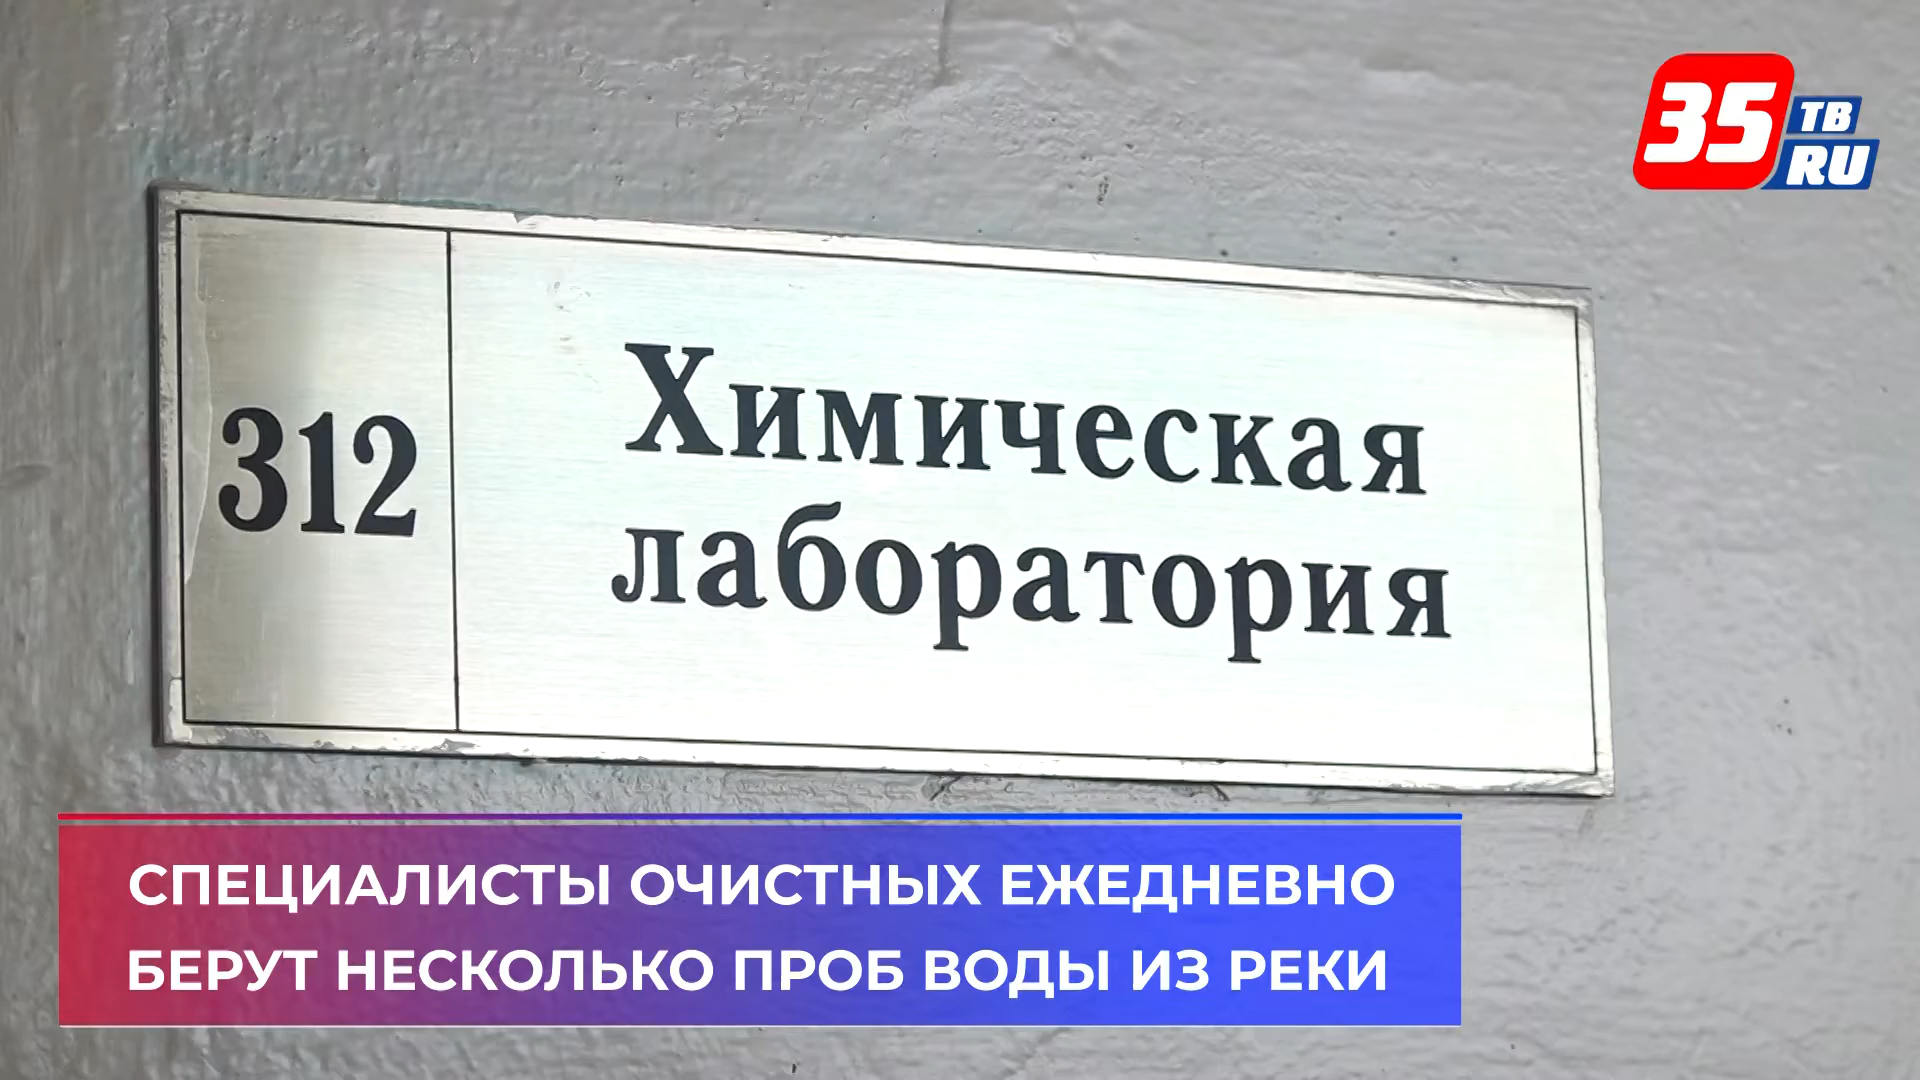 35 ТВ
RU
312
Химическая
лаборатория
СПЕЦИАЛИСТЫ ОЧИСТНЫХ ЕЖЕДНЕВНО
БЕРУТ НЕСКОЛЬКО ПРОБ ВОДЫ ИЗ РЕКИ